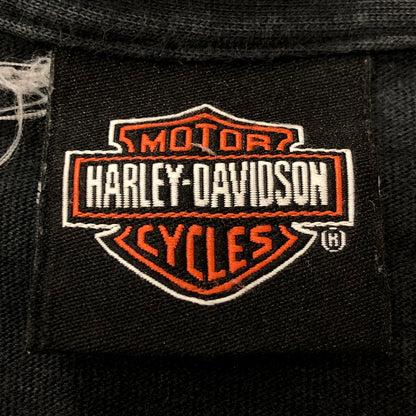 MOTOR
HARLEY-DAVIDSON
CYCLES
®